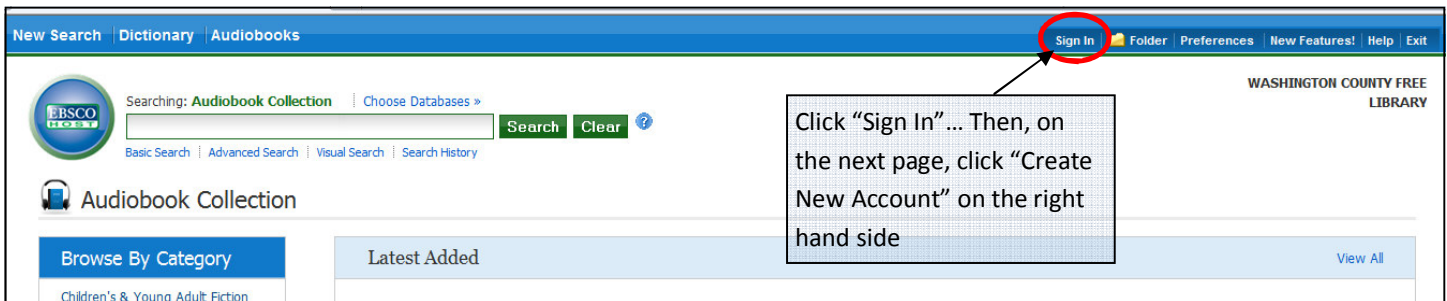 New Search | Dictionary | Audiobooks
Sign In | Folder | Preferences | New Features! | Help | Exit
WASHINGTON COUNTY FREE
LIBRARY
EBSCO
HOST
Searching: Audiobook Collection | Choose Databases »
Search Clear ?
Basic Search | Advanced Search | Visual Search | Search History
Click “Sign In”… Then, on
the next page, click “Create
New Account” on the right
hand side
Audiobook Collection
Browse By Category
Latest Added
View All
Children's & Young Adult Fiction